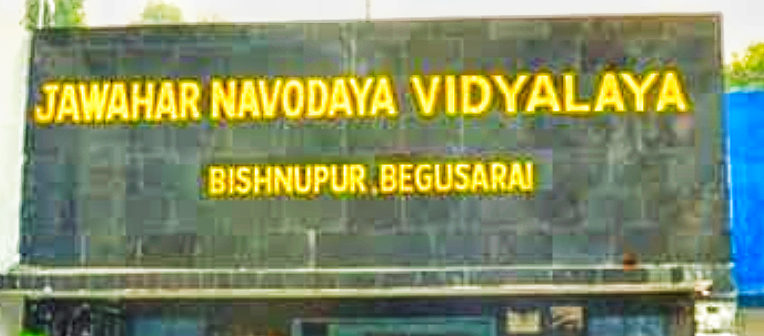 JAWAHAR NAVODAYA VIDYALAYA
BISHNUPUR, BEGUSARAI